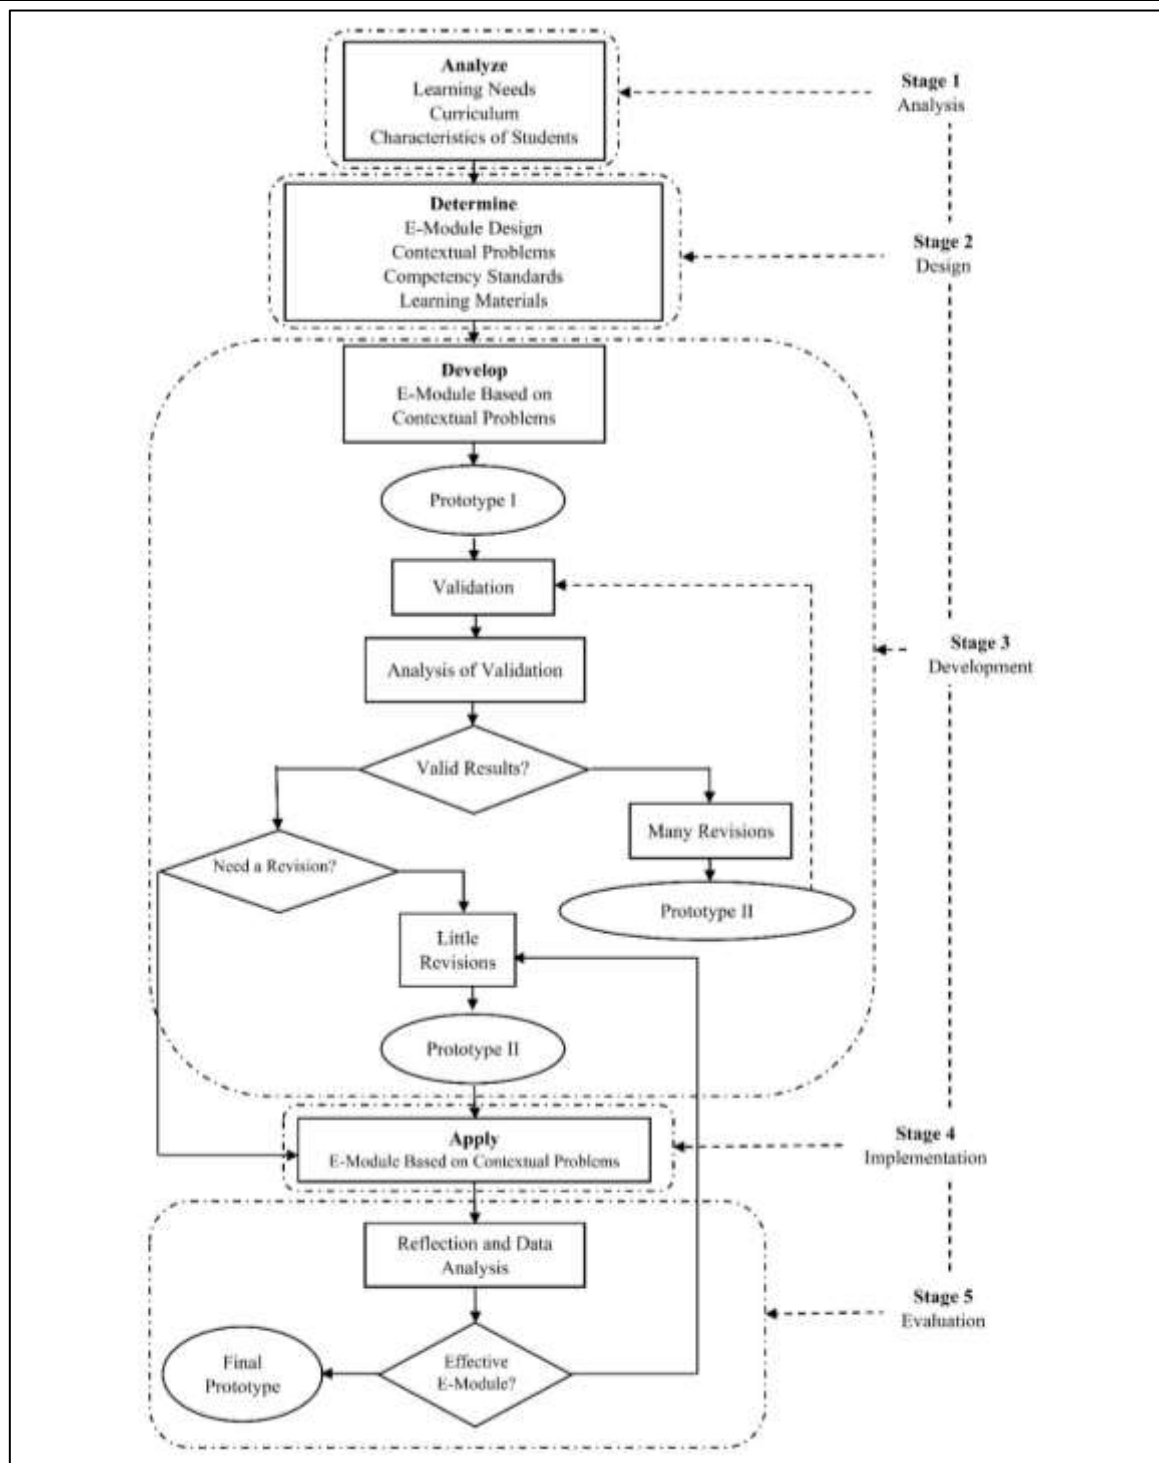 Analyze
Learning Needs
Curriculum
Characteristics of Students
Stage 1
Analysis
Determine
E-Module Design
Contextual Problems
Competency Standards
Learning Materials
Stage 2
Design
Develop
E-Module Based on
Contextual Problems
Prototype I
Validation
Analysis of Validation
Stage 3
Development
Valid Results?
Many Revisions
Need a Revision?
Prototype II
Little
Revisions
Prototype II
Apply
E-Module Based on Contextual Problems
Stage 4
Implementation
Reflection and Data
Analysis
Stage 5
Evaluation
Effective
E-Module?
Final
Prototype